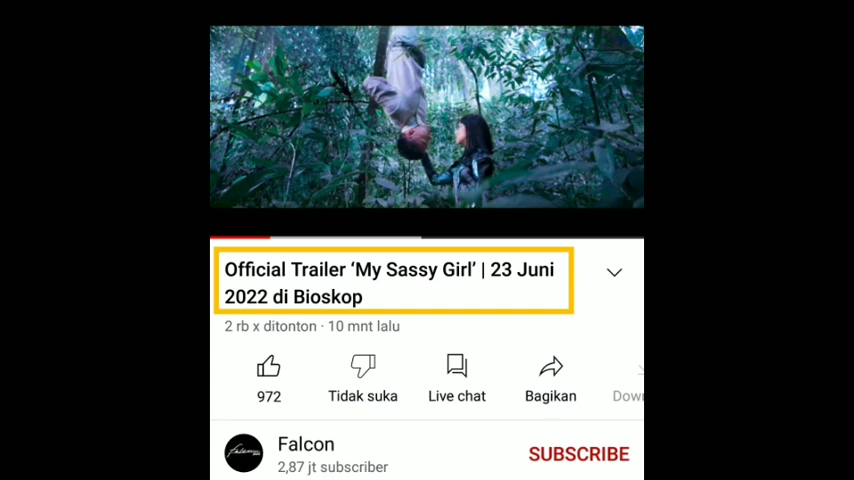 Official Trailer ‘My Sassy Girl’ | 23 Juni
2022 di Bioskop
2 rb x ditonton · 10 mnt lalu
972
Tidak suka
Live chat
Bagikan
Falcon
2,87 jt subscriber
SUBSCRIBE